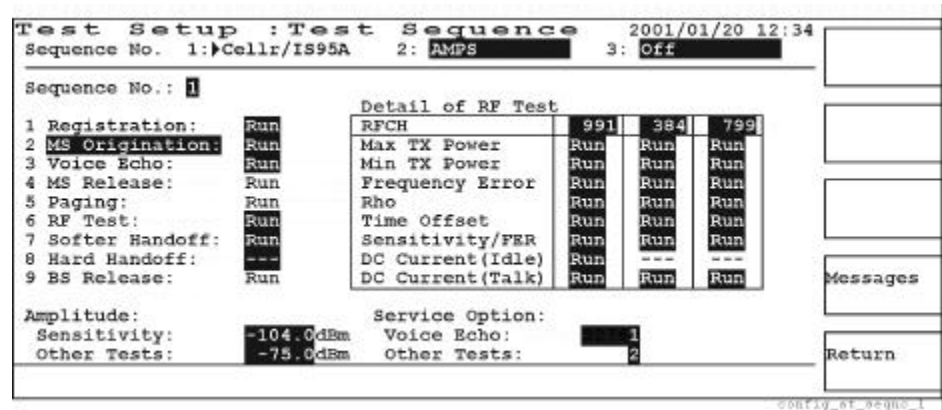 Test Setup :Test Sequence 2001/01/20 12:34
Sequence No. 1:▶Cellr/IS95A 2: AMPS 3: Off
Sequence No.: 1
Detail of RF Test
1 Registration: Run RFCH 991 384 799
2 MS Origination: Run Max TX Power Run Run Run
3 Voice Echo: Run Min TX Power Run Run Run
4 MS Release: Run Frequency Error Run Run Run
5 Paging: Run Rho Run Run Run
6 RF Test: Run Time Offset Run Run Run
7 Softer Handoff: Run Sensitivity/FER Run Run Run
8 Hard Handoff: --- DC Current(Idle) Run --- ---
9 BS Release: Run DC Current(Talk) Run Run Run
Messages
Amplitude: Service Option:
Sensitivity: -104.0dBm Voice Echo: 1
Other Tests: -75.0dBm Other Tests: 2
Return
config_at_seqno_1